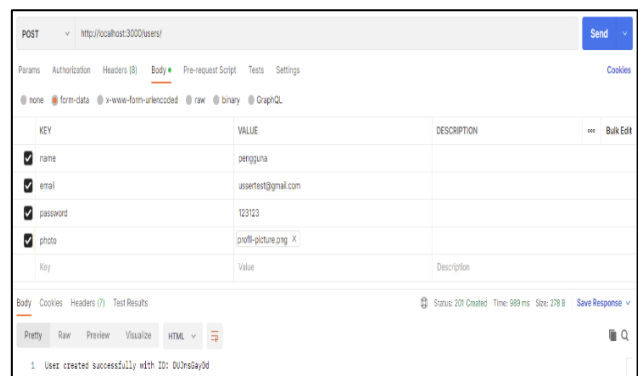 POST http://localhost:3000/users/ Send
Params Authorization Headers (8) Body Pre-request Script Tests Settings Cookies
none form-data x-www-form-urlencoded raw binary GraphQL
KEY VALUE DESCRIPTION ooo Bulk Edit
name pengguna
email ussertest@gmail.com
password 123123
photo profil-picture.png X
Key Value Description
Body Cookies Headers (7) Test Results Status: 201 Created Time: 989 ms Size: 278 B Save Response
Pretty Raw Preview Visualize HTML
1 User created successfully with ID: DUJnsGayOd